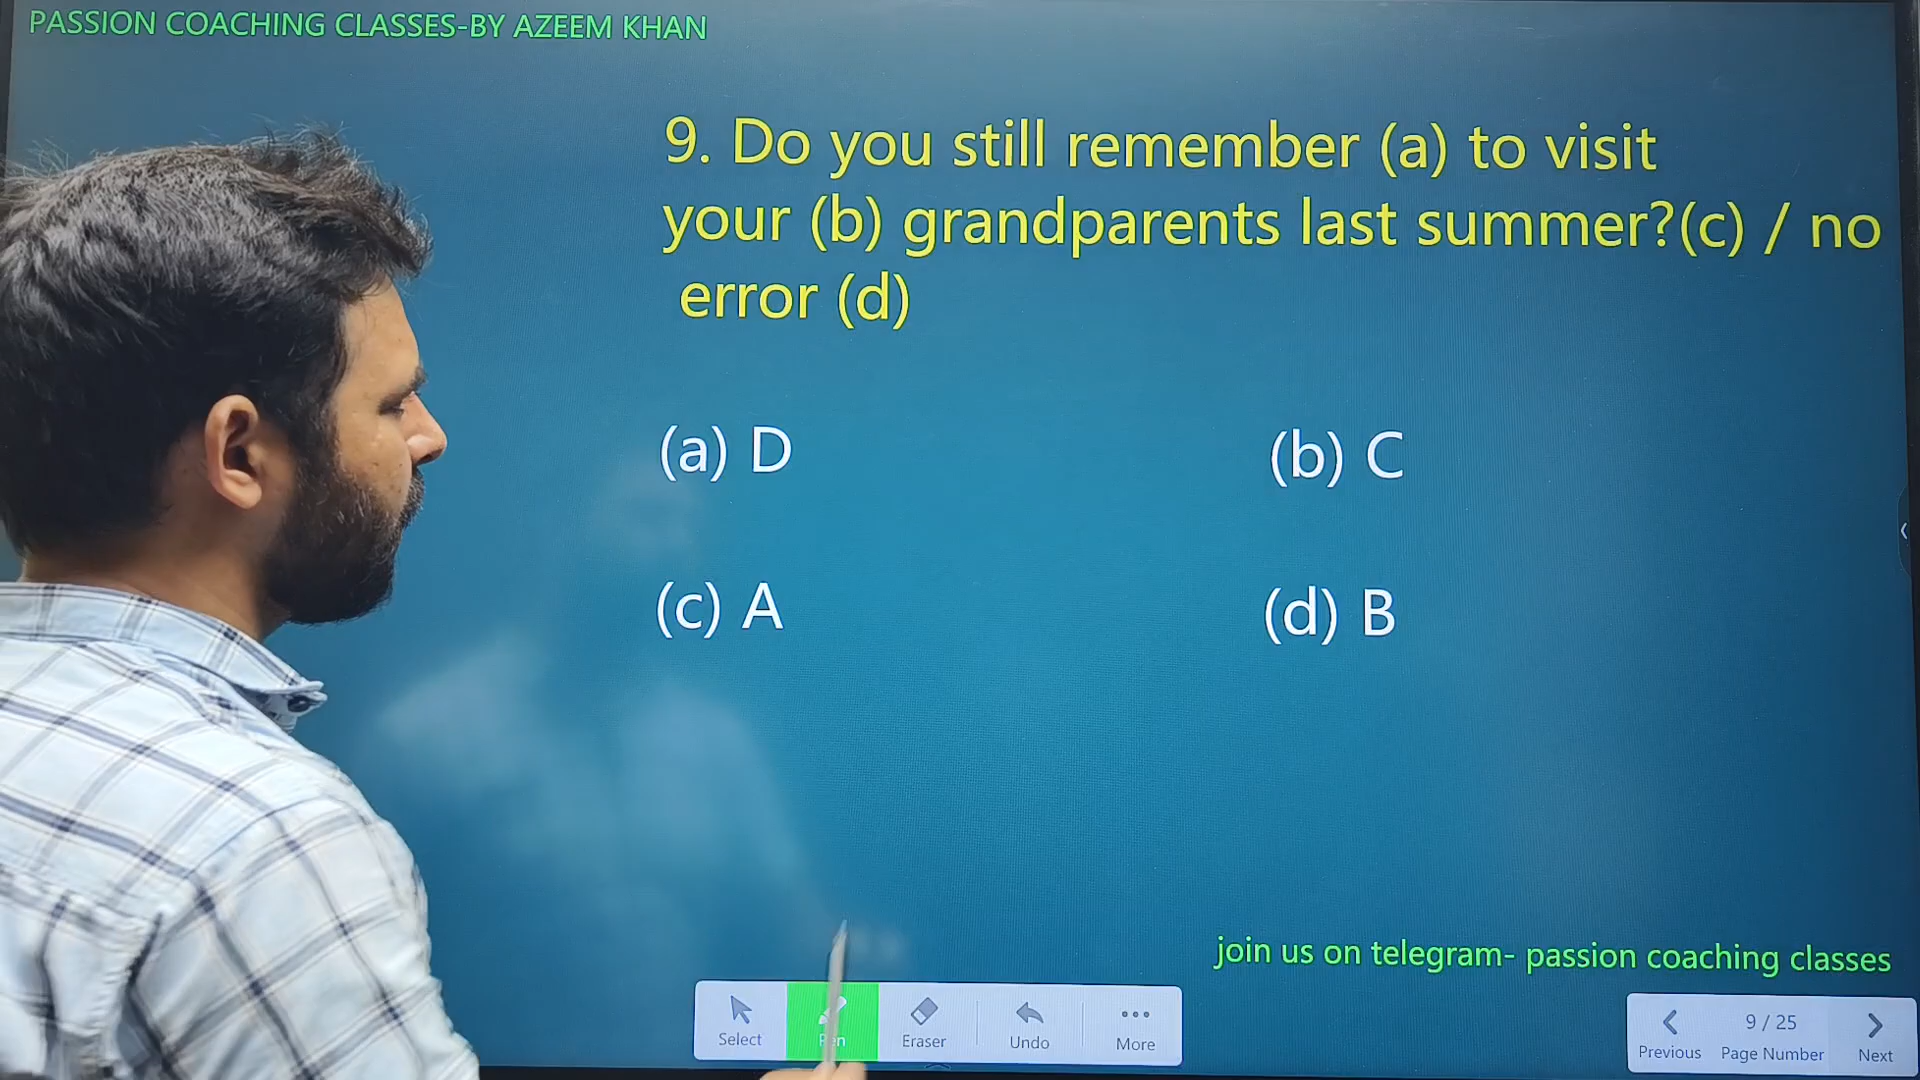 PASSION COACHING CLASSES-BY AZEEM KHAN
9. Do you still remember (a) to visit
your (b) grandparents last summer?(c) / no
error (d)
(a) D
(b) C
(c) A
(d) B
join us on telegram- passion coaching classes
Select
Eraser
Undo
More
Previous
9 / 25
Page Number
Next